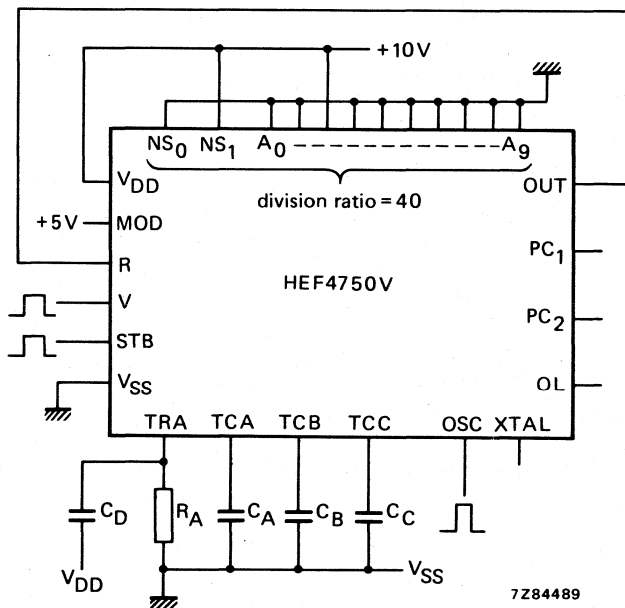 +10V
NS0 NS1 A0 A9
VDD
division ratio = 40
OUT
+5V MOD
R
PC1
HEF4750V
V
PC2
STB
OL
VSS
TRA TCA TCB TCC OSC XTAL
CD RA CA CB CC
VDD
VSS
7Z84489